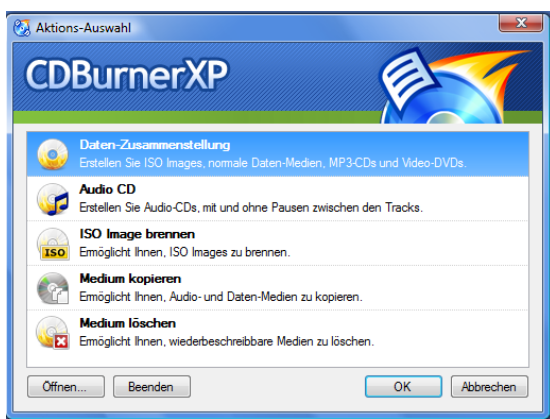 Aktions-Auswahl
CDBurnerXP
Daten-Zusammenstellung
Erstellen Sie ISO Images, normale Daten-Medien, MP3-CDs und Video-DVDs.
Audio CD
Erstellen Sie Audio-CDs, mit und ohne Pausen zwischen den Tracks.
ISO Image brennen
ISO
Ermöglicht Ihnen, ISO Images zu brennen.
Medium kopieren
Ermöglicht Ihnen, Audio- und Daten-Medien zu kopieren.
Medium löschen
Ermöglicht Ihnen, wiederbeschreibbare Medien zu löschen.
Öffnen... Beenden OK Abbrechen